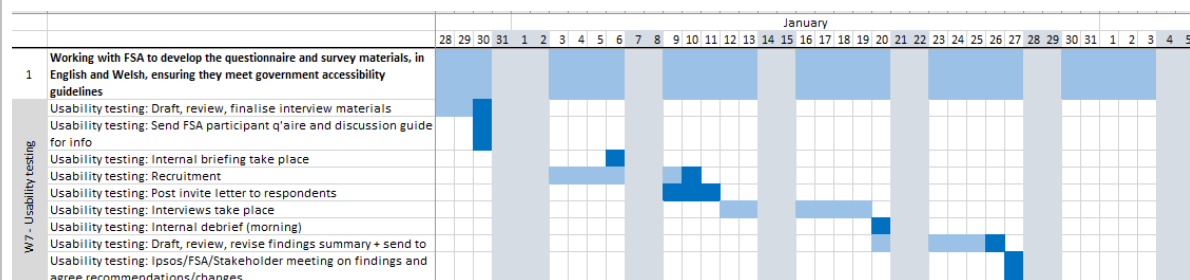 January
28 29 30 31 1 2 3 4 5 6 7 8 9 10 11 12 13 14 15 16 17 18 19 20 21 22 23 24 25 26 27 28 29 30 31 1 2 3 4 5
1
Working with FSA to develop the questionnaire and survey materials, in
English and Welsh, ensuring they meet government accessibility
guidelines
W7 - Usability testing
Usability testing: Draft, review, finalise interview materials
Usability testing: Send FSA participant q'aire and discussion guide
for info
Usability testing: Internal briefing take place
Usability testing: Recruitment
Usability testing: Post invite letter to respondents
Usability testing: Interviews take place
Usability testing: Internal debrief (morning)
Usability testing: Draft, review, revise findings summary + send to
Usability testing: Ipsos/FSA/Stakeholder meeting on findings and
agree recommendations/changes